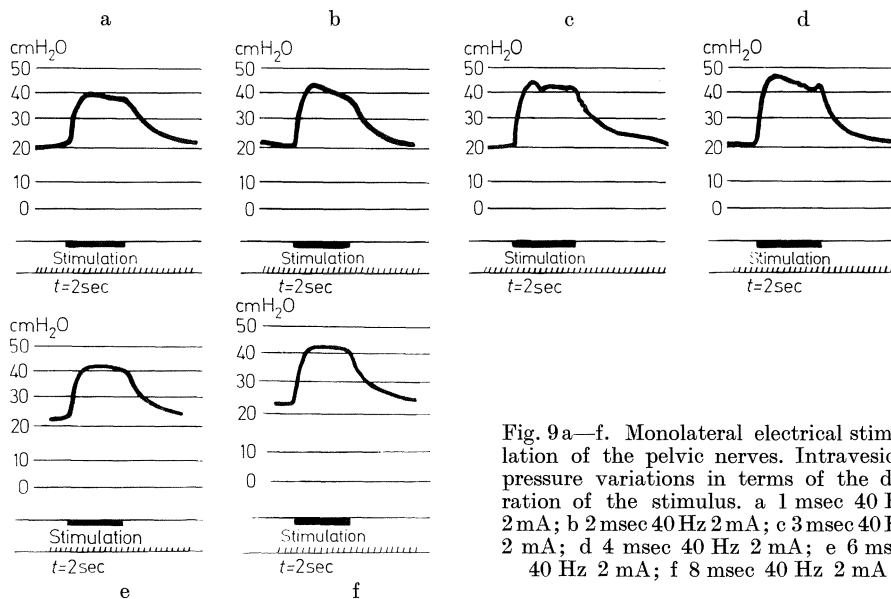 a b c d
cmH₂O cmH₂O cmH₂O cmH₂O
50 50 50 50
40 40 40 40
30 30 30 30
20 20 20 20
10 10 10 10
0 0 0 0
Stimulation Stimulation Stimulation Stimulation
t=2sec t=2sec t=2sec t=2sec
cmH₂O cmH₂O
50 50
40 40
30 30
20 20
10 10
0 0
Stimulation Stimulation
t=2sec t=2sec
e f
Fig. 9 a—f. Monolateral electrical stim
lation of the pelvic nerves. Intravesic
pressure variations in terms of the d
ration of the stimulus. a 1 msec 40 H
2 mA; b 2 msec 40 Hz 2 mA; c 3 msec 40 H
2 mA; d 4 msec 40 Hz 2 mA; e 6 ms
40 Hz 2 mA; f 8 msec 40 Hz 2 mA